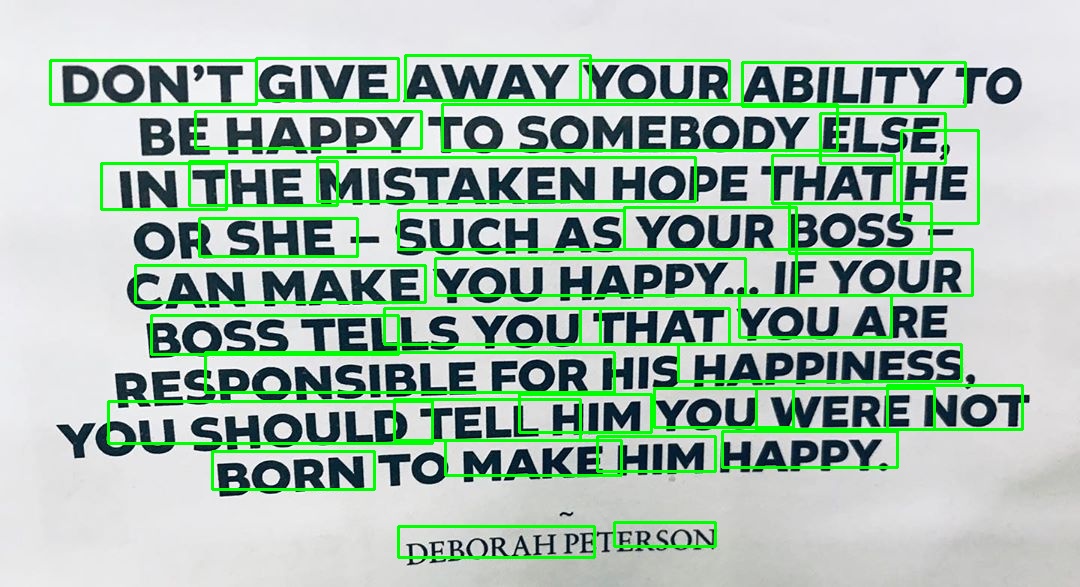 DON'T GIVE AWAY YOUR ABILITY TO
BE HAPPY TO SOMEBODY ELSE,
IN THE MISTAKEN HOPE THAT HE
OR SHE – SUCH AS YOUR BOSS –
CAN MAKE YOU HAPPY... IF YOUR
BOSS TELLS YOU THAT YOU ARE
RESPONSIBLE FOR HIS HAPPINESS,
YOU SHOULD TELL HIM YOU WERE NOT
BORN TO MAKE HIM HAPPY.
~
DEBORAH PETERSON